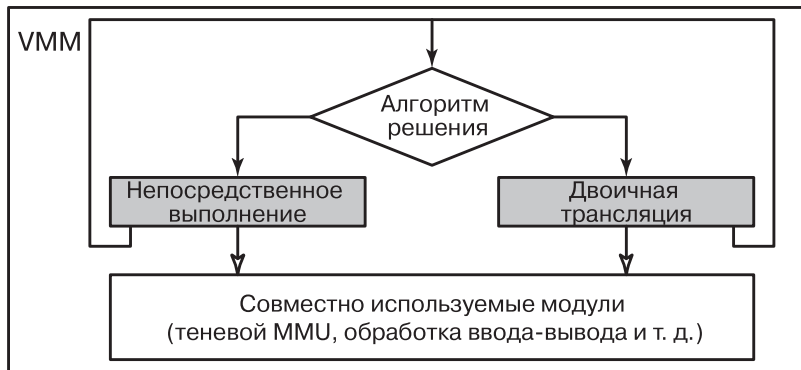 VMM
Алгоритм
решения
Непосредственное
выполнение
Двоичная
трансляция
Совместно используемые модули
(теневой MMU, обработка ввода-вывода и т. д.)